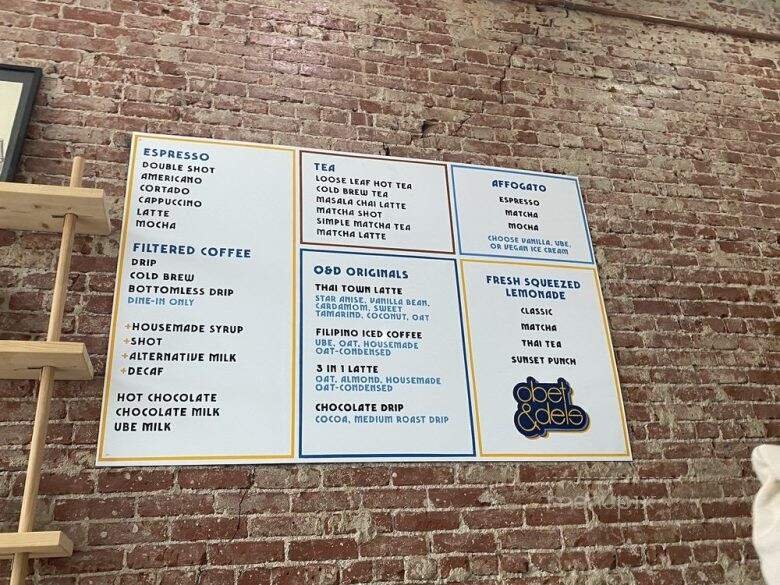 ESPRESSO
DOUBLE SHOT
AMERICANO
CORTADO
CAPPUCCINO
LATTE
MOCHA
FILTERED COFFEE
DRIP
COLD BREW
BOTTOMLESS DRIP
DINE-IN ONLY
+HOUSEMADE SYRUP
+SHOT
+ALTERNATIVE MILK
+DECAF
HOT CHOCOLATE
CHOCOLATE MILK
UBE MILK
TEA
LOOSE LEAF HOT TEA
COLD BREW TEA
MASALA CHAI LATTE
MATCHA SHOT
SIMPLE MATCHA TEA
MATCHA LATTE
O&D ORIGINALS
THAI TOWN LATTE
STAR ANISE, VANILLA BEAN,
CARDAMOM, SWEET
TAMARIND, COCONUT, OAT
FILIPINO ICED COFFEE
UBE, OAT, HOUSEMADE
OAT-CONDENSED
3 IN 1 LATTE
OAT, ALMOND, HOUSEMADE
OAT-CONDENSED
CHOCOLATE DRIP
COCOA, MEDIUM ROAST DRIP
AFFOGATO
ESPRESSO
MATCHA
MOCHA
CHOOSE VANILLA, UBE,
OR VEGAN ICE CREAM
FRESH SQUEEZED
LEMONADE
CLASSIC
MATCHA
THAI TEA
SUNSET PUNCH
obet
&del's